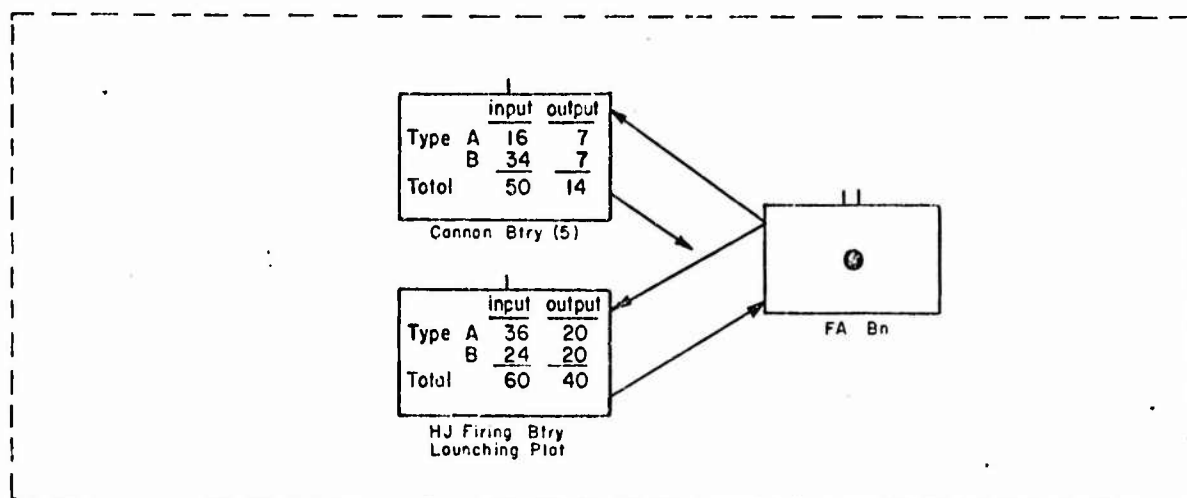 input output
Type A 16 7
B 34 7
Total 50 14
Cannon Btry (5)
input output
Type A 36 20
B 24 20
Total 60 40
HJ Firing Btry
Launching Plat
FA Bn